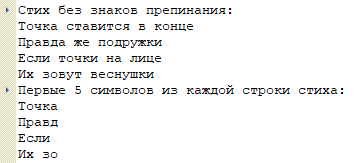 Стих без знаков препинания:
Точка ставится в конце
Правда же подружки
Если точки на лице
Их зовут веснушки
Первые 5 символов из каждой строки стиха:
Точка
Правд
Если
Их зо